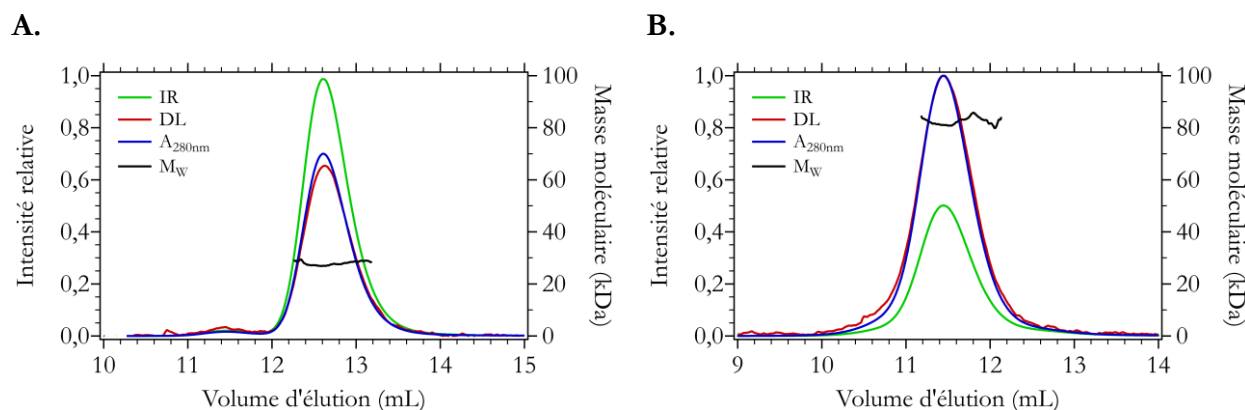 A.
B.
Intensité relative
1,0
0,8
0,6
0,4
0,2
0,0
IR
DL
A280nm
MW
100
80
60
40
20
0
Masse moléculaire (kDa)
10 11 12 13 14 15
Volume d'élution (mL)
Intensité relative
1,0
0,8
0,6
0,4
0,2
0,0
IR
DL
A280nm
MW
100
80
60
40
20
0
Masse moléculaire (kDa)
9 10 11 12 13 14
Volume d'élution (mL)